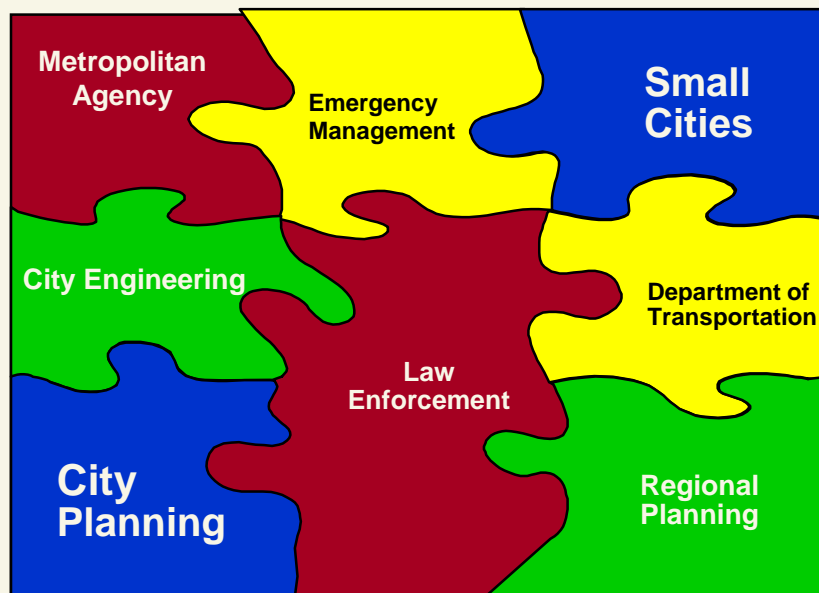 Metropolitan
Agency
Emergency
Management
Small
Cities
City Engineering
Department of
Transportation
Law
Enforcement
City
Planning
Regional
Planning